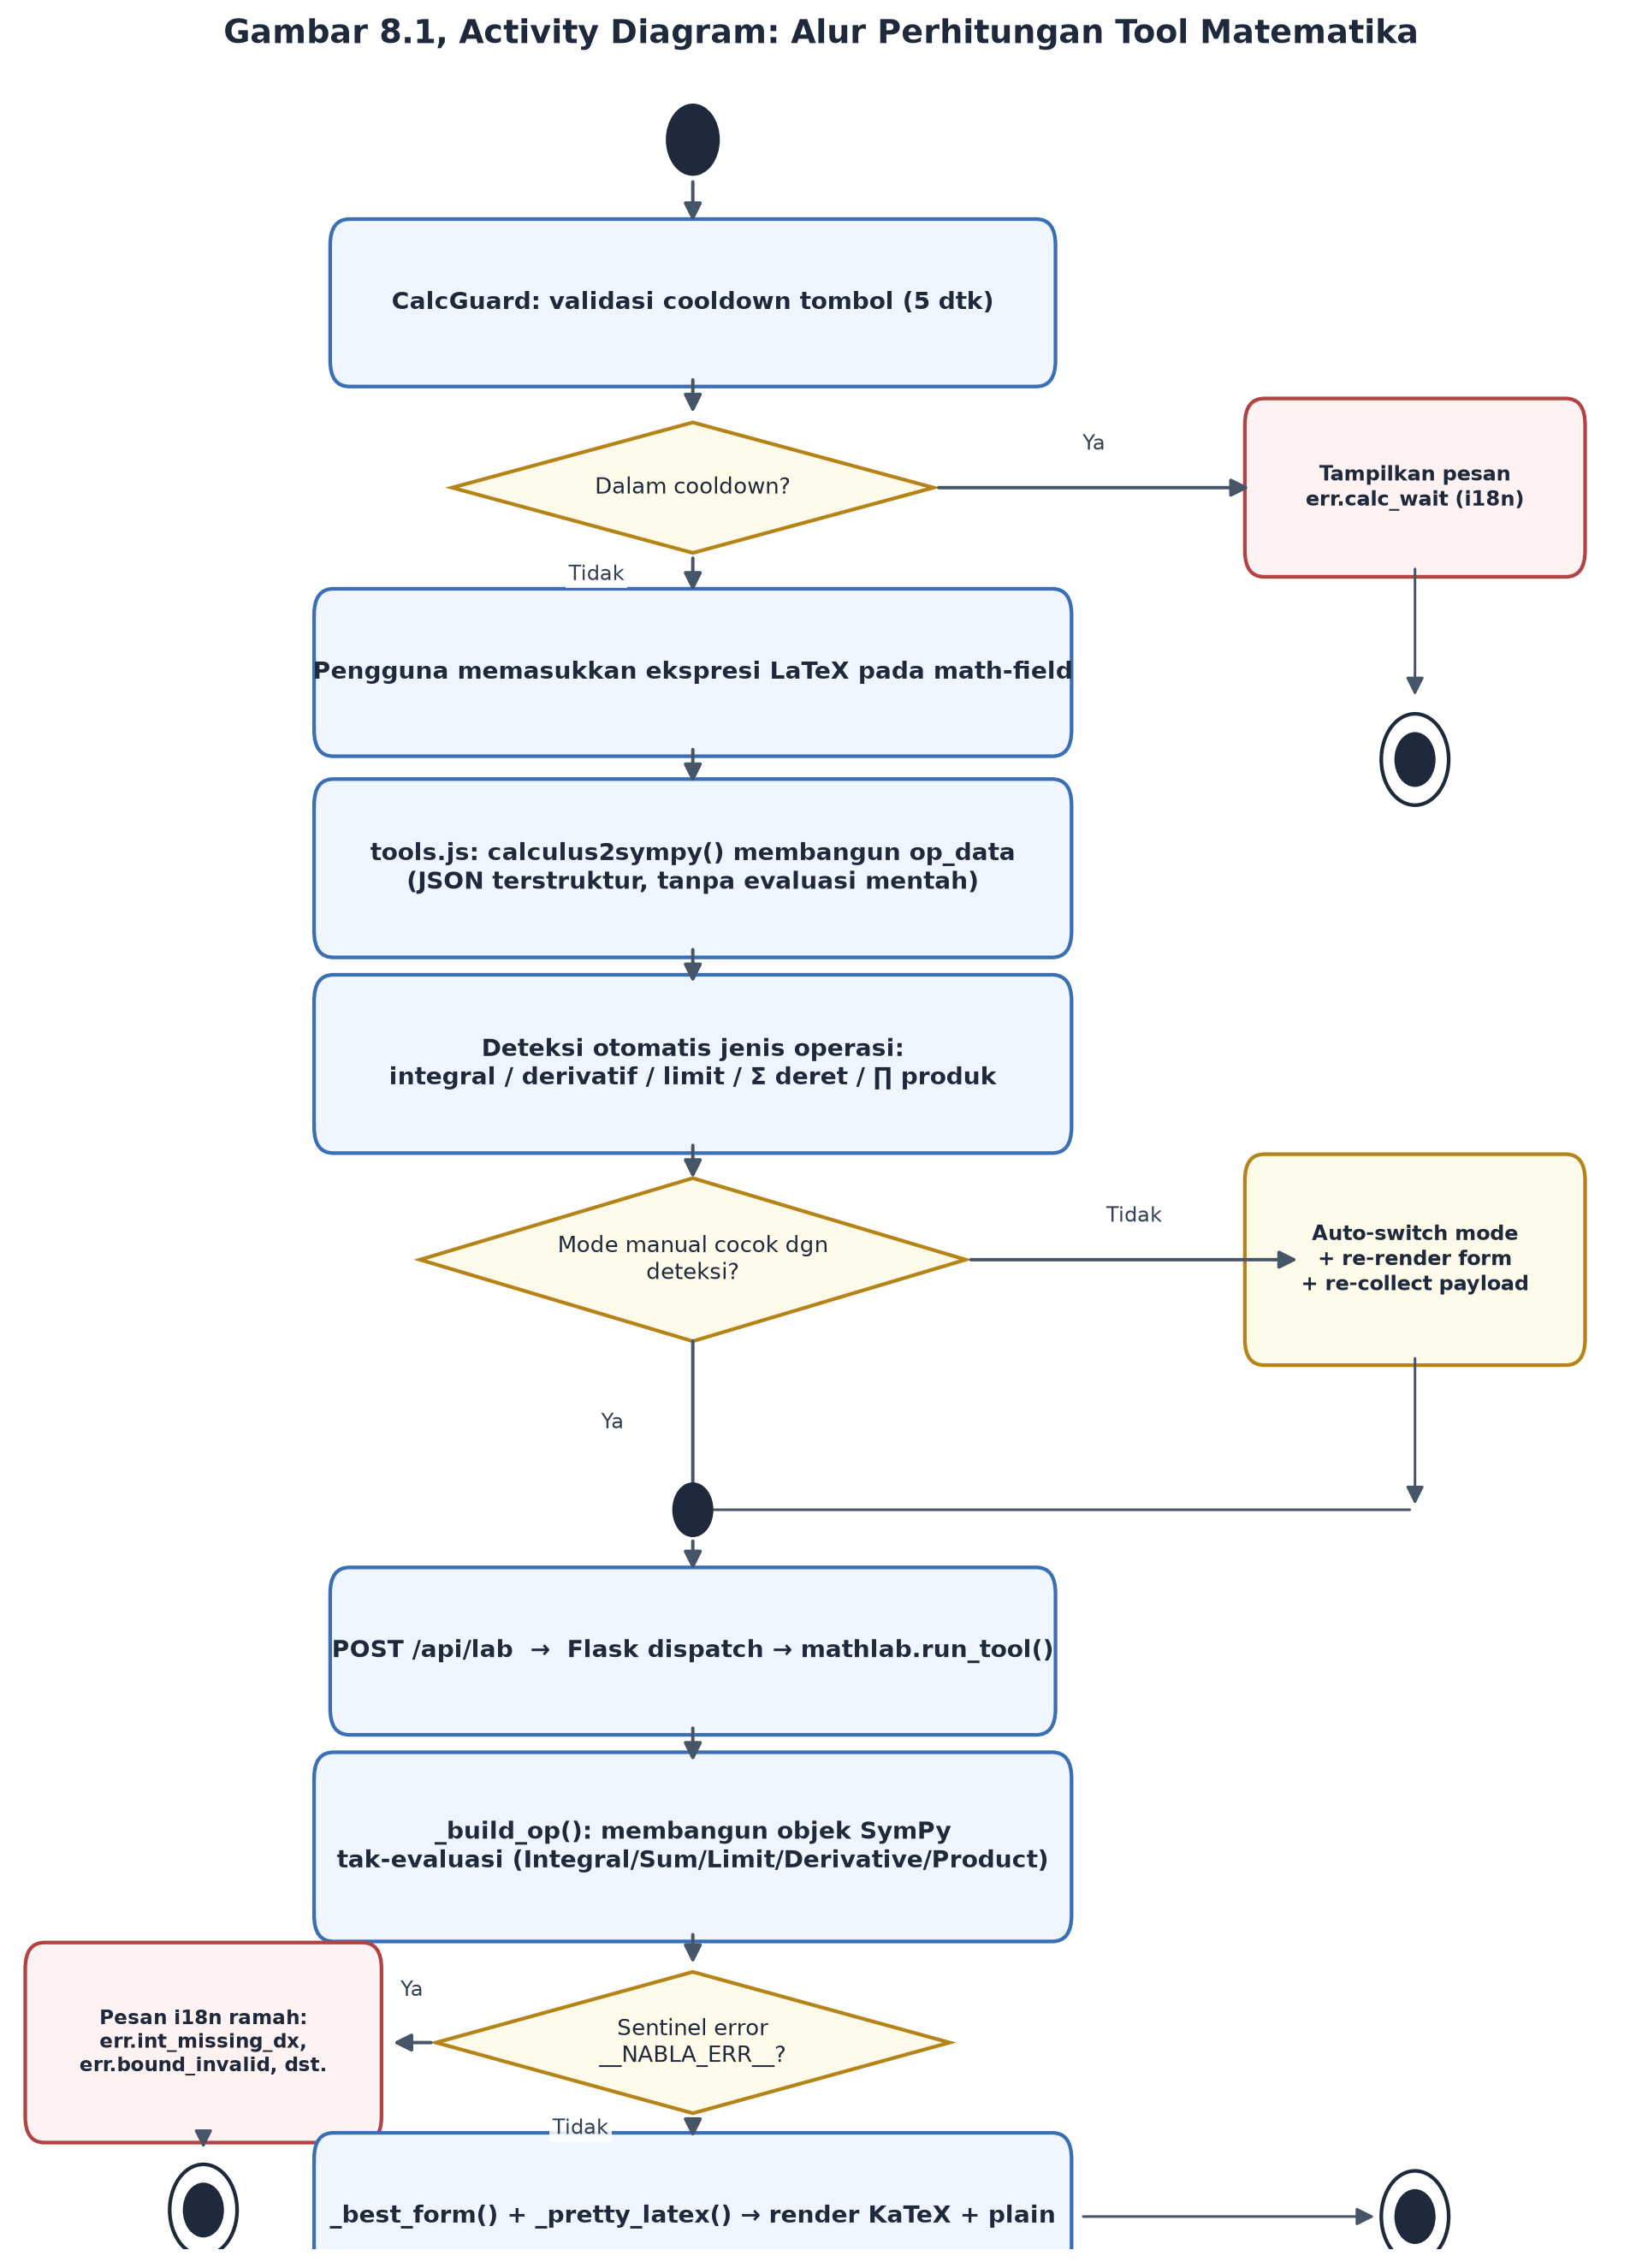 Gambar 8.1, Activity Diagram: Alur Perhitungan Tool Matematika
CalcGuard: validasi cooldown tombol (5 dtk)
Dalam cooldown?
Ya
Tampilkan pesan
err.calc_wait (i18n)
Tidak
Pengguna memasukkan ekspresi LaTeX pada math-field
tools.js: calculus2sympy() membangun op_data
(JSON terstruktur, tanpa evaluasi mentah)
Deteksi otomatis jenis operasi:
integral / derivatif / limit / Σ deret / ∏ produk
Mode manual cocok dgn
deteksi?
Tidak
Auto-switch mode
+ re-render form
+ re-collect payload
Ya
POST /api/lab → Flask dispatch → mathlab.run_tool()
_build_op(): membangun objek SymPy
tak-evaluasi (Integral/Sum/Limit/Derivative/Product)
Sentinel error
__NABLA_ERR__?
Ya
Pesan i18n ramah:
err.int_missing_dx,
err.bound_invalid, dst.
Tidak
_best_form() + _pretty_latex() → render KaTeX + plain